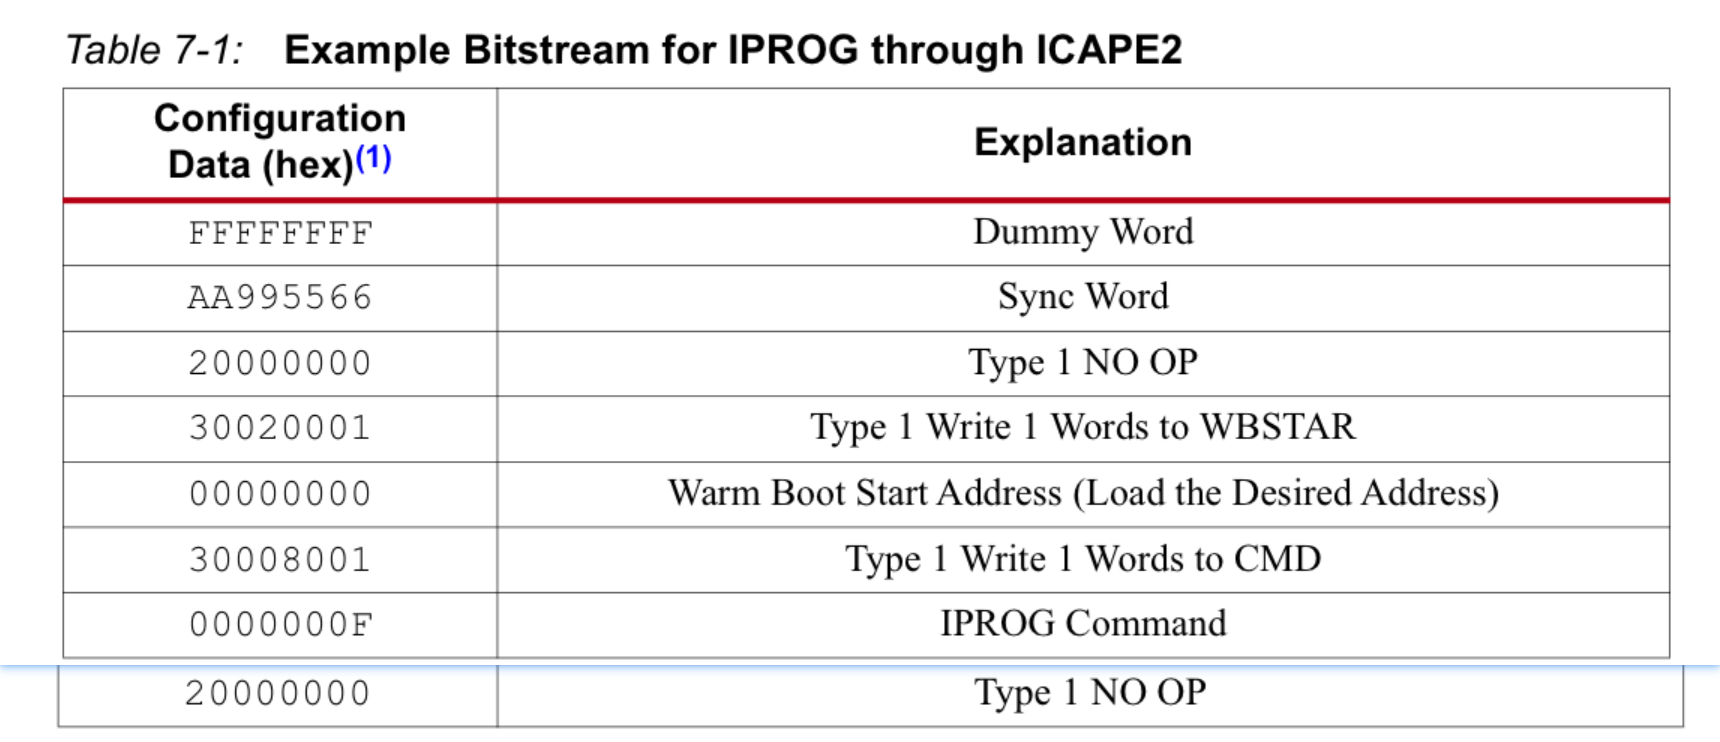 Table 7-1: Example Bitstream for IPROG through ICAPE2
Configuration
Data (hex)(1)
Explanation
FFFFFFFF Dummy Word
AA995566 Sync Word
20000000 Type 1 NO OP
30020001 Type 1 Write 1 Words to WBSTAR
00000000 Warm Boot Start Address (Load the Desired Address)
30008001 Type 1 Write 1 Words to CMD
0000000F IPROG Command
20000000 Type 1 NO OP